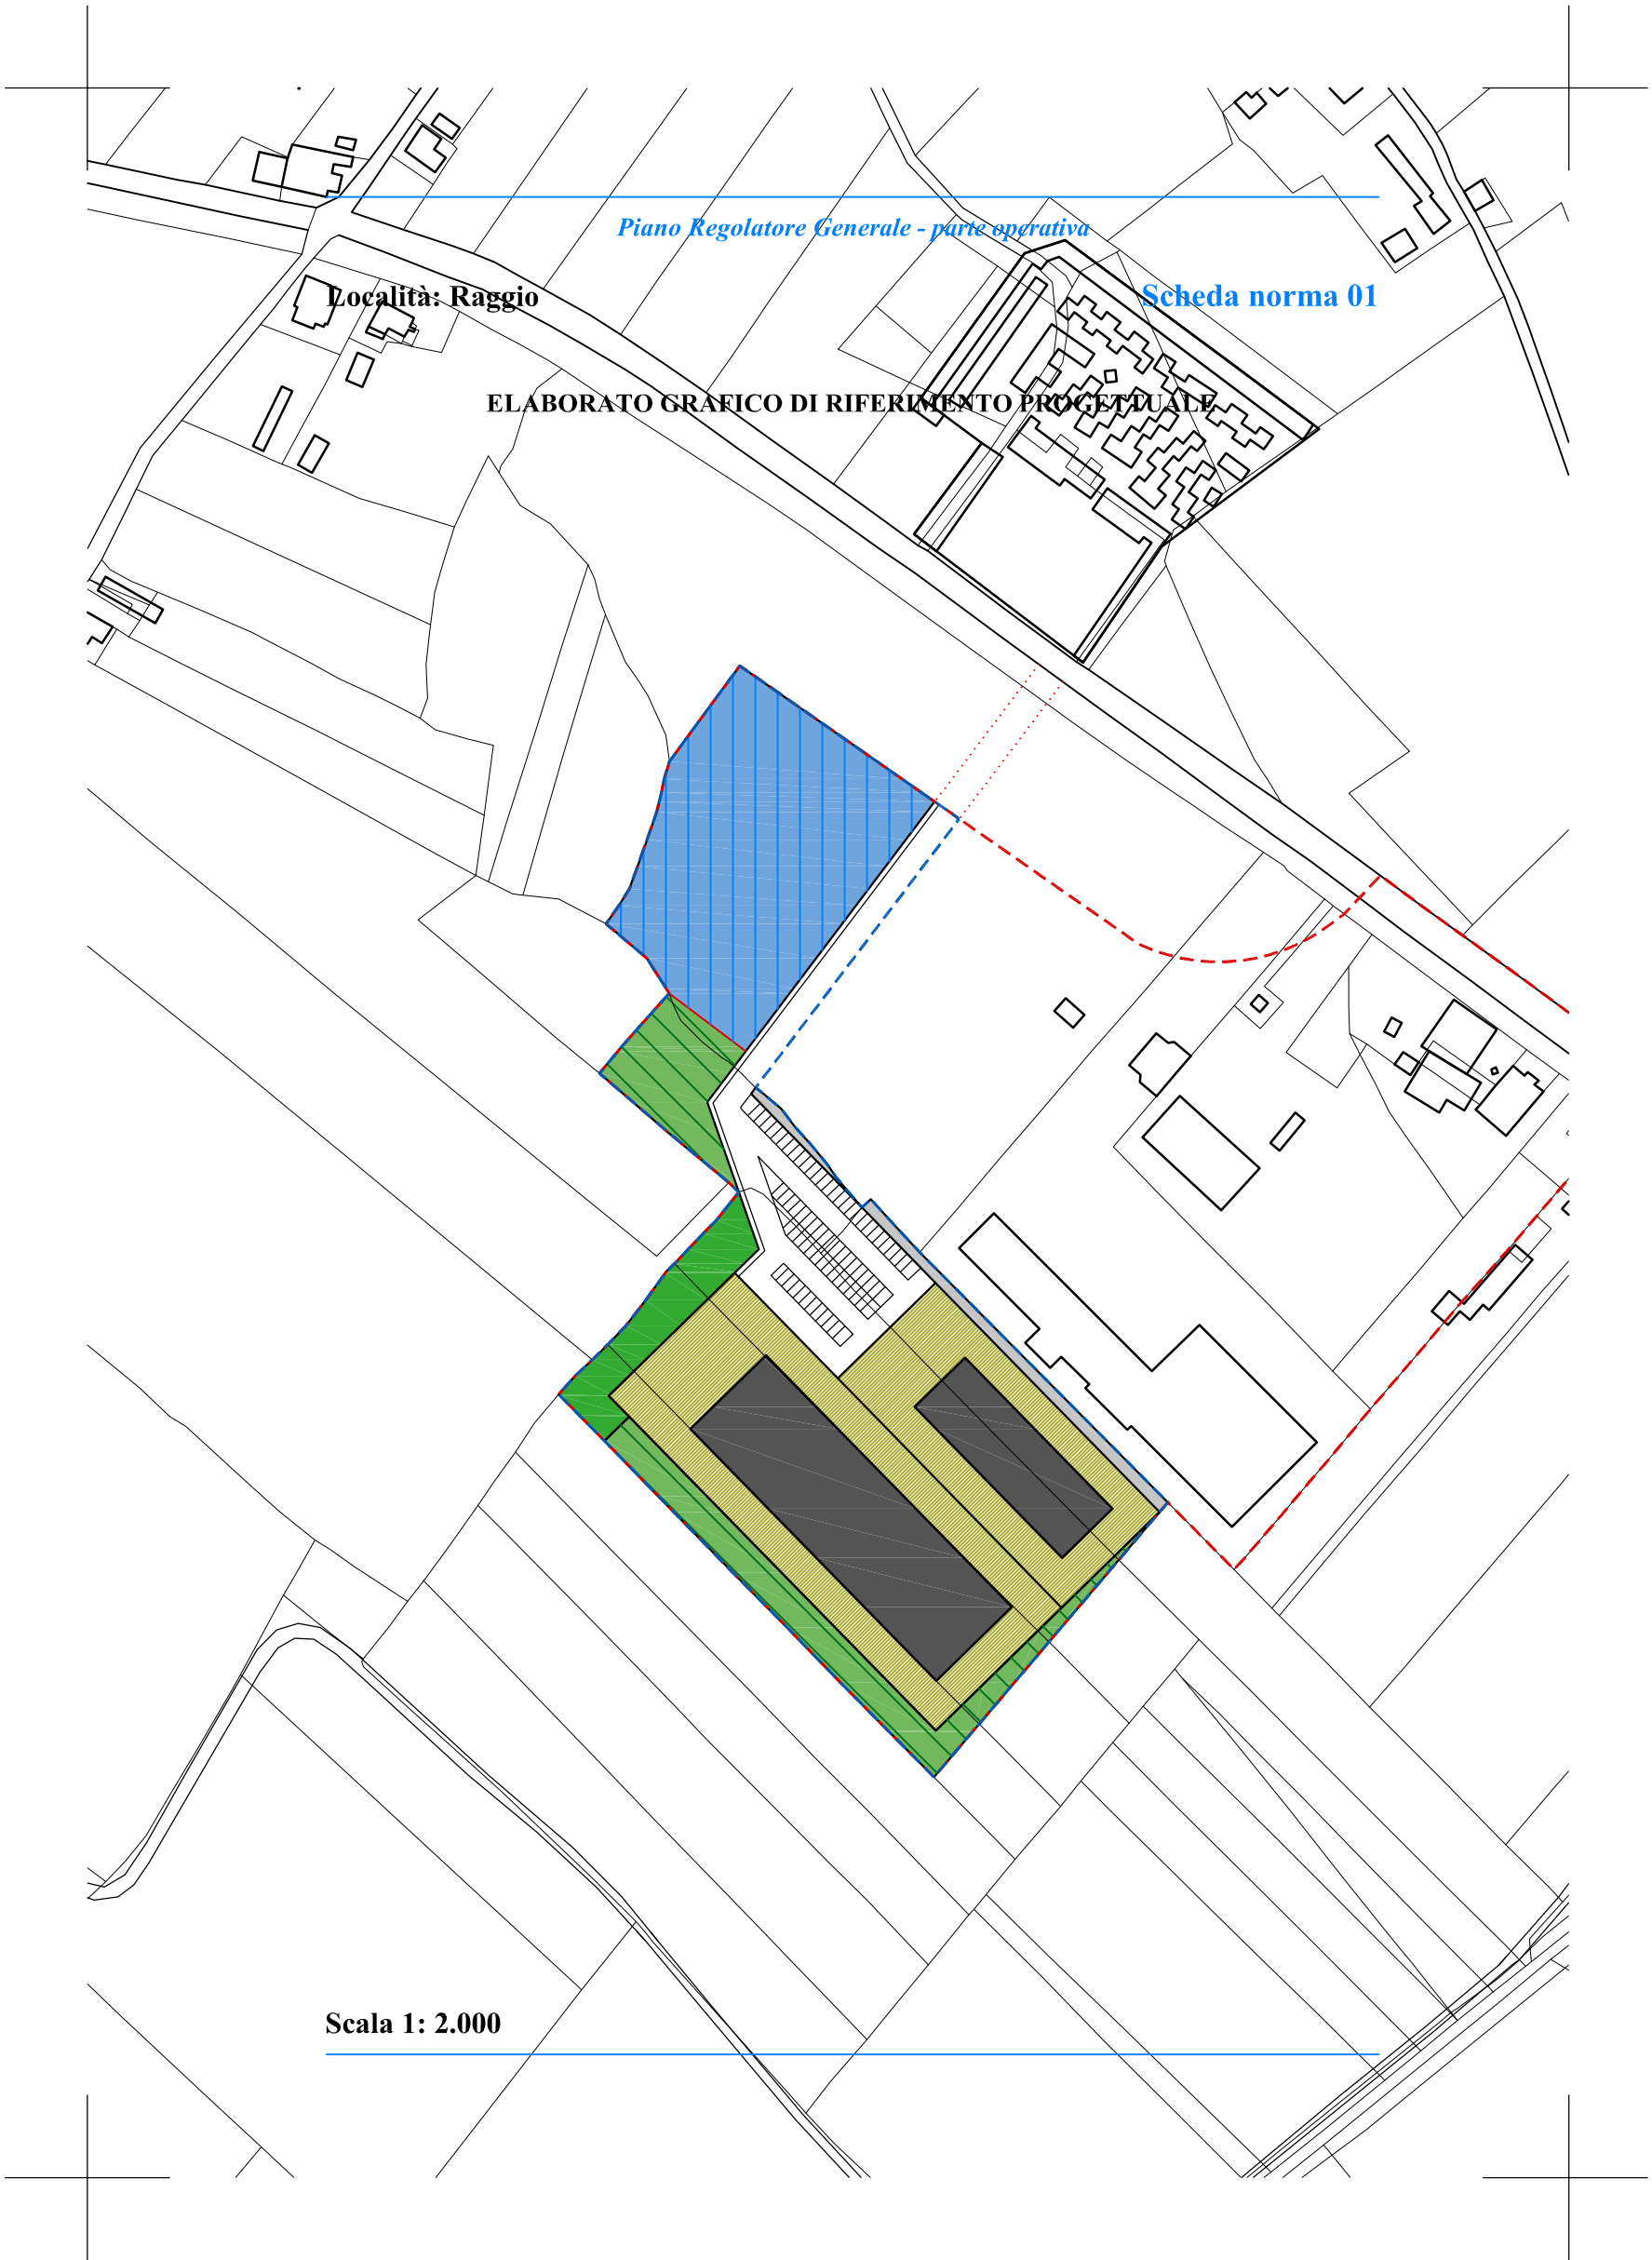 Piano Regolatore Generale - parte operativa
Località: Raggio
Scheda norma 01
ELABORATO GRAFICO DI RIFERIMENTO PROGETTUALE
Scala 1: 2.000